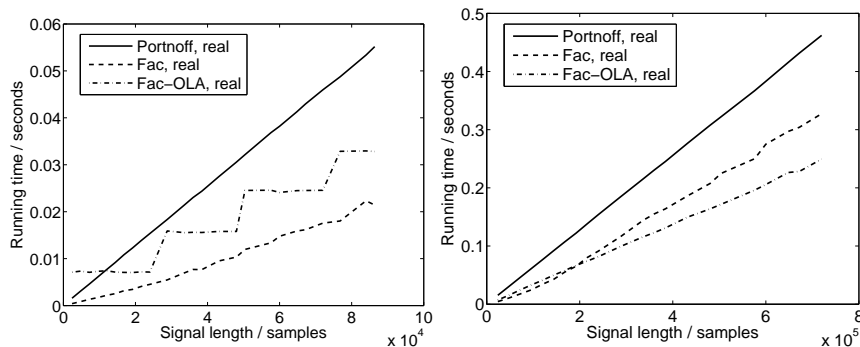 0.06
0.05
0.04
0.03
0.02
0.01
0
Running time / seconds
Portnoff, real
Fac, real
Fac−OLA, real
0 2 4 6 8 10
x 10^4
Signal length / samples
0.5
0.4
0.3
0.2
0.1
0
Running time / seconds
Portnoff, real
Fac, real
Fac−OLA, real
0 2 4 6 8
x 10^5
Signal length / samples